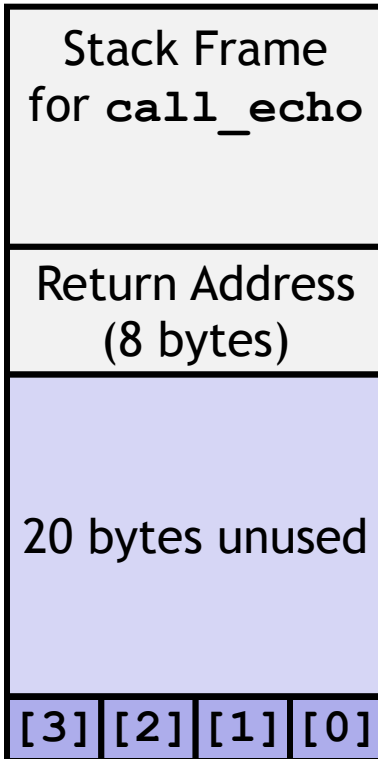 Stack Frame
for call_echo
Return Address
(8 bytes)
20 bytes unused
[3] [2] [1] [0]